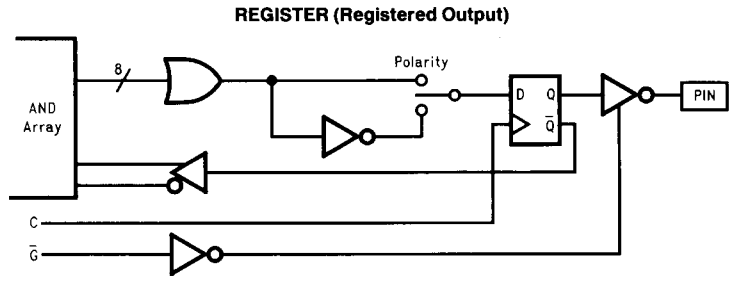 REGISTER (Registered Output)
8
Polarity
AND
Array
D Q
Q̅
PIN
C
G̅